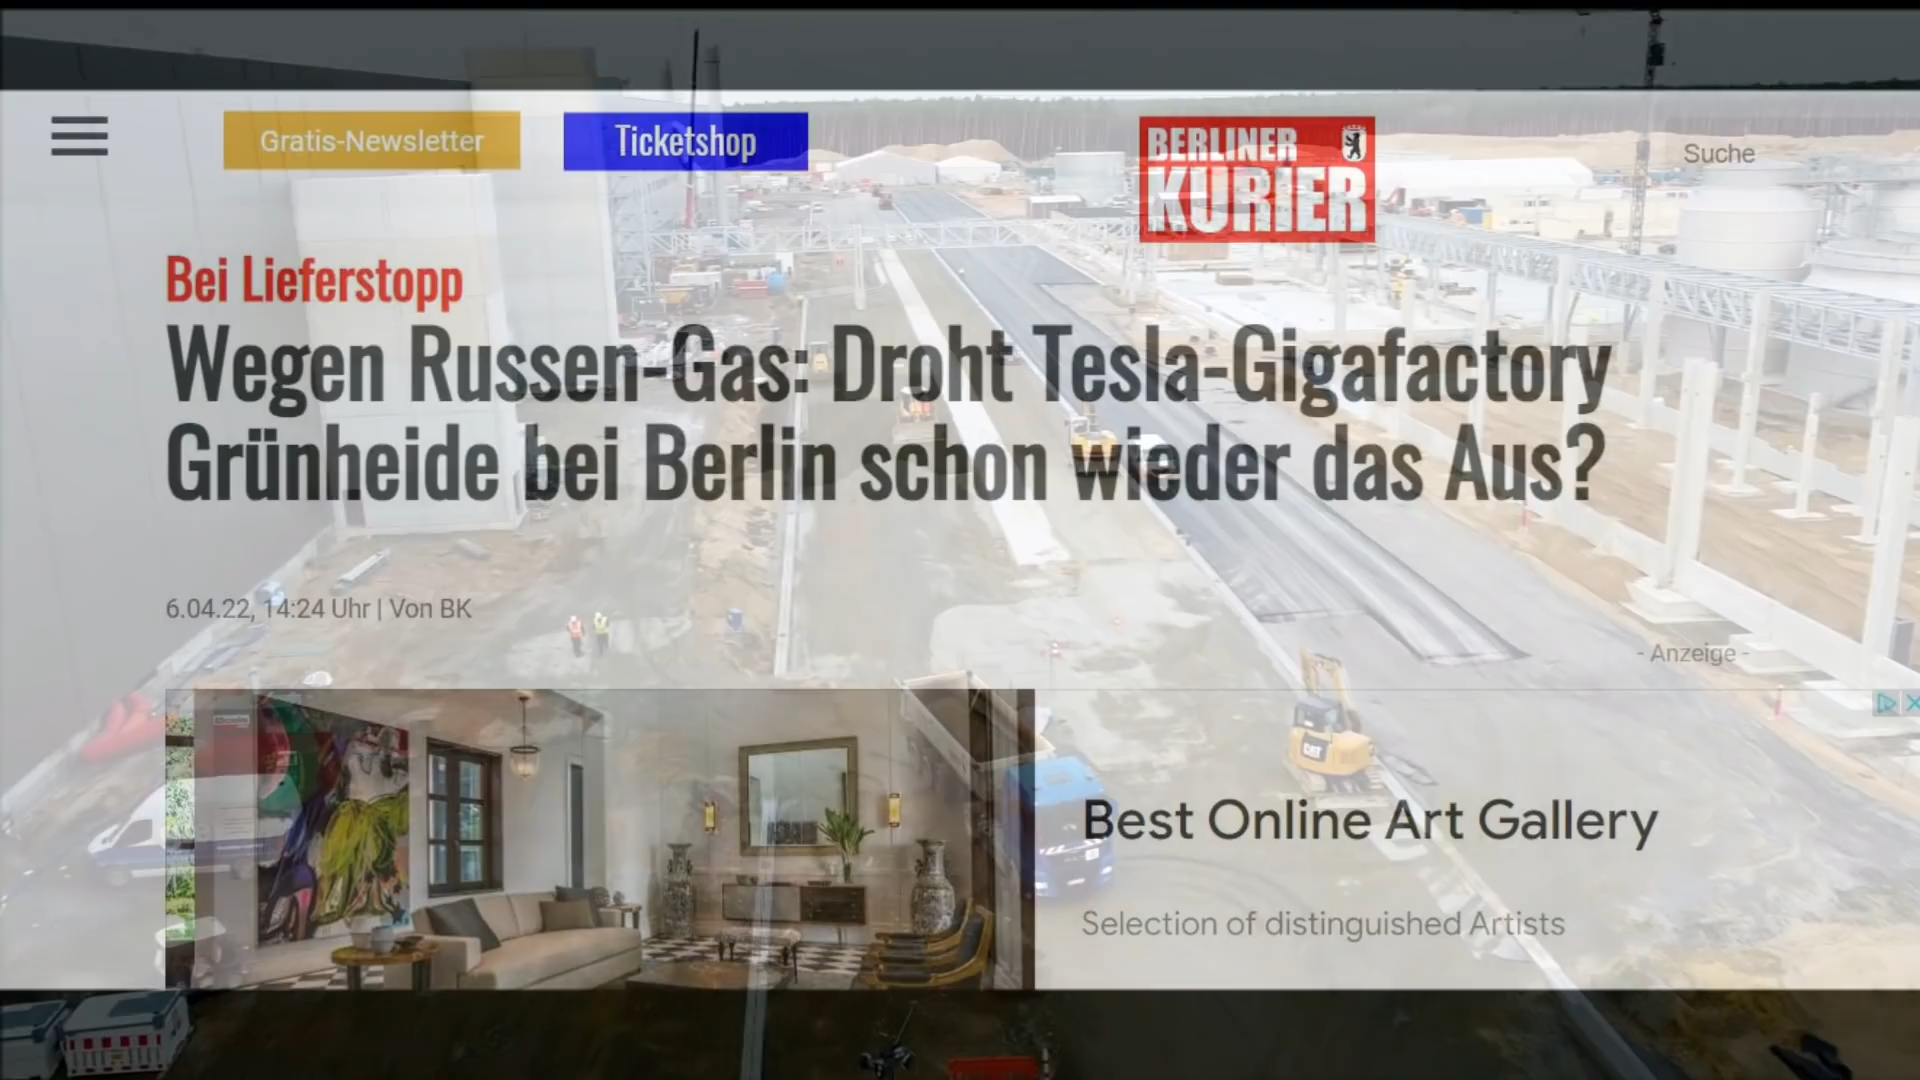 Gratis-Newsletter
Ticketshop
BERLINER
KURIER
Suche
Bei Lieferstopp
Wegen Russen-Gas: Droht Tesla-Gigafactory
Grünheide bei Berlin schon wieder das Aus?
6.04.22, 14:24 Uhr | Von BK
- Anzeige -
CAT
Best Online Art Gallery
Selection of distinguished Artists